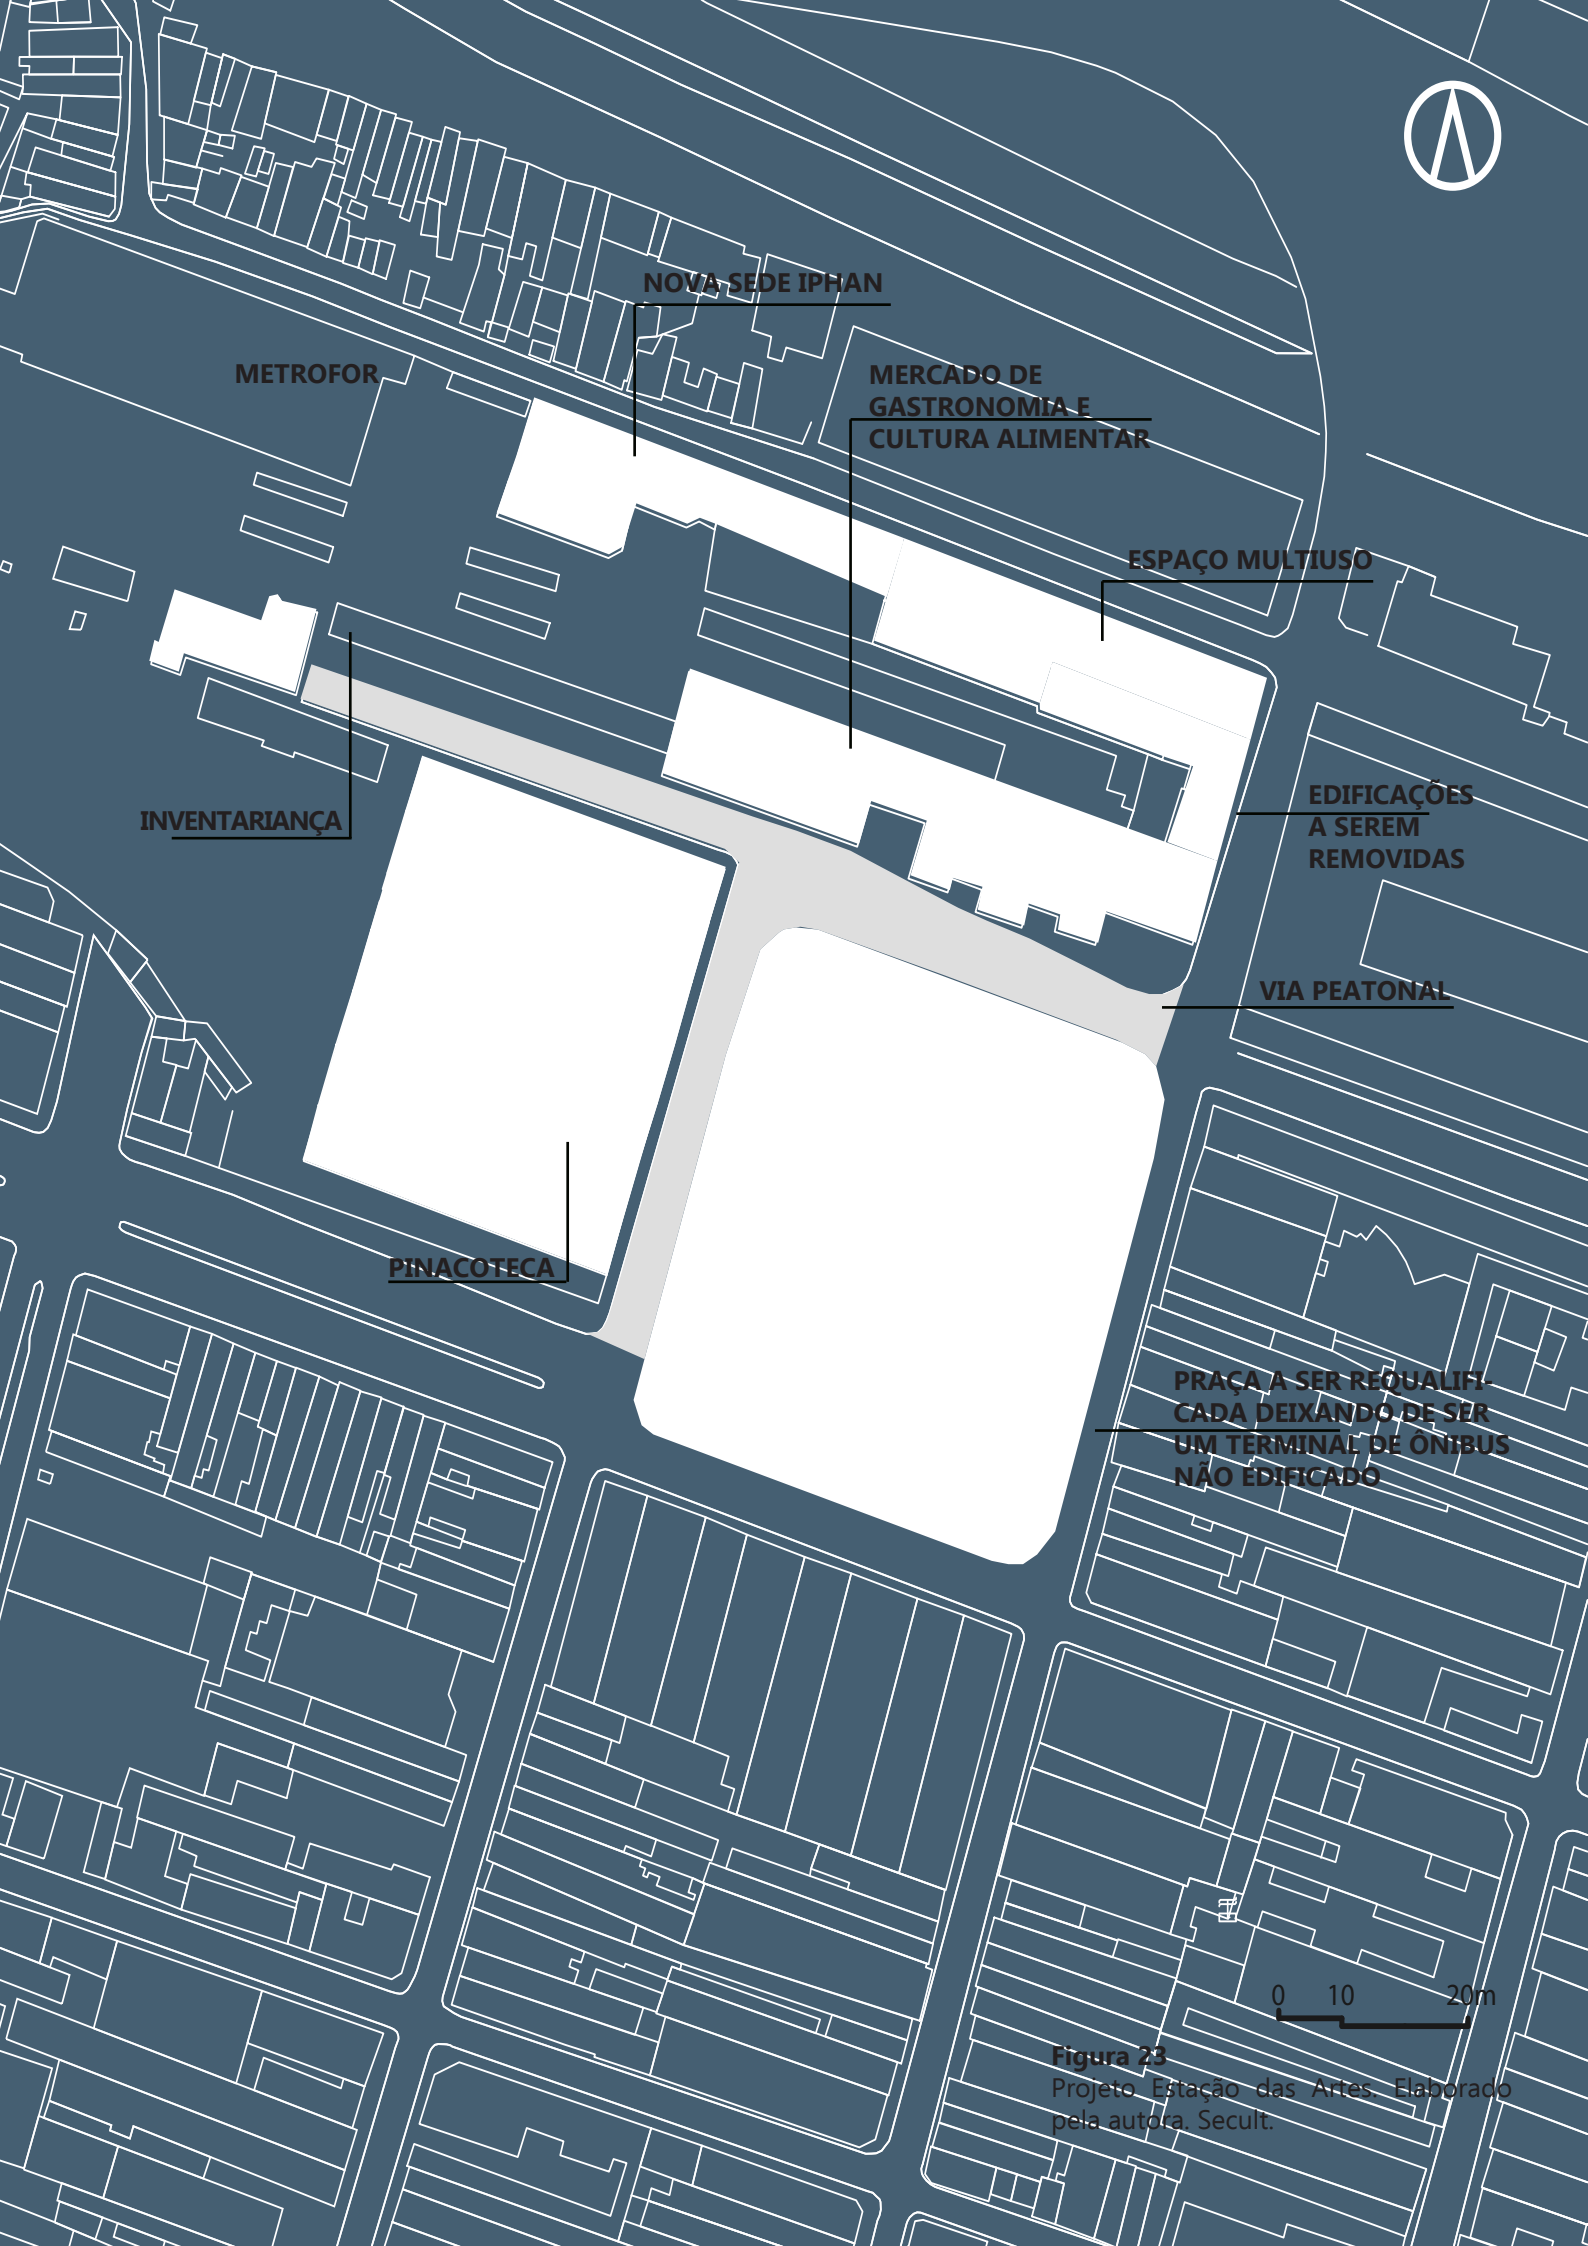 NOVA SEDE IPHAN
METROFOR
MERCADO DE
GASTRONOMIA E
CULTURA ALIMENTAR
ESPAÇO MULTIUSO
INVENTARIANÇA
EDIFICAÇÕES
A SEREM
REMOVIDAS
VIA PEATONAL
PINACOTECA
PRAÇA A SER REQUALIFI-
CADA DEIXANDO DE SER
UM TERMINAL DE ÔNIBUS
NÃO EDIFICADO
0 10 20m
Figura 23
Projeto Estação das Artes. Elaborado
pela autora. Secult.